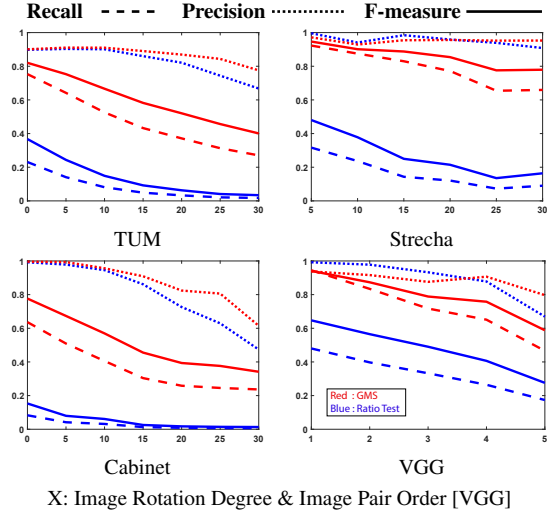 Recall Precision F-measure
1
0.8
0.6
0.4
0.2
0
0 5 10 15 20 25 30
TUM
1
0.8
0.6
0.4
0.2
0
5 10 15 20 25 30
Strecha
1
0.8
0.6
0.4
0.2
0
0 5 10 15 20 25 30
Cabinet
1
0.8
0.6
0.4
0.2
0
1 2 3 4 5
Red : GMS
Blue : Ratio Test
VGG
X: Image Rotation Degree & Image Pair Order [VGG]